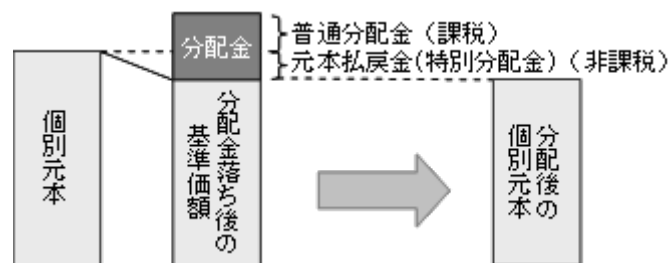 分配金
普通分配金（課税）
元本払戻金(特別分配金)（非課税）
個別元本
分配金落ち後の
基準価額
分配後の
個別元本